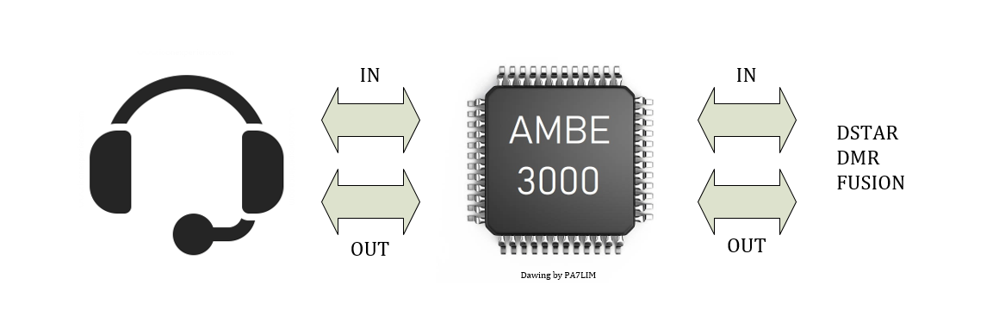 IN
OUT
AMBE
3000
IN
OUT
DSTAR
DMR
FUSION
Dawing by PA7LIM